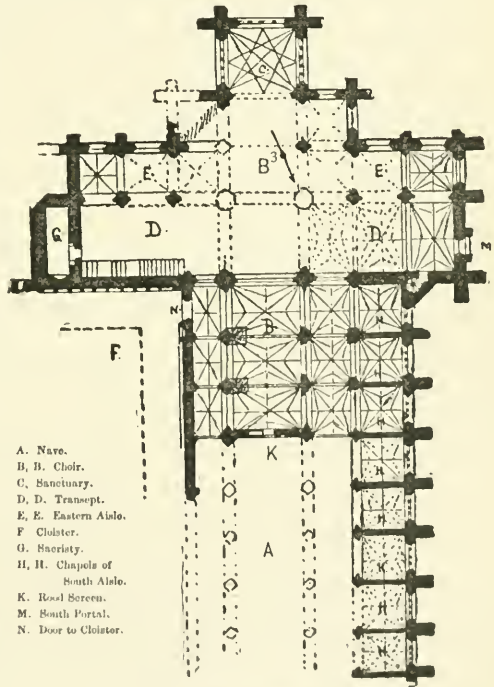 C.
E. B³ E.
G. D. D. M
N B. H
F. H
K H
H
A H
K
H
H
A. Nave.
B, B. Choir.
C, Sanctuary.
D, D. Transept.
E, E. Eastern Aisle.
F Cloister.
G. Sacristy.
H, H. Chapels of
South Aisle.
K. Rood Screen.
M. South Portal.
N. Door to Cloister.